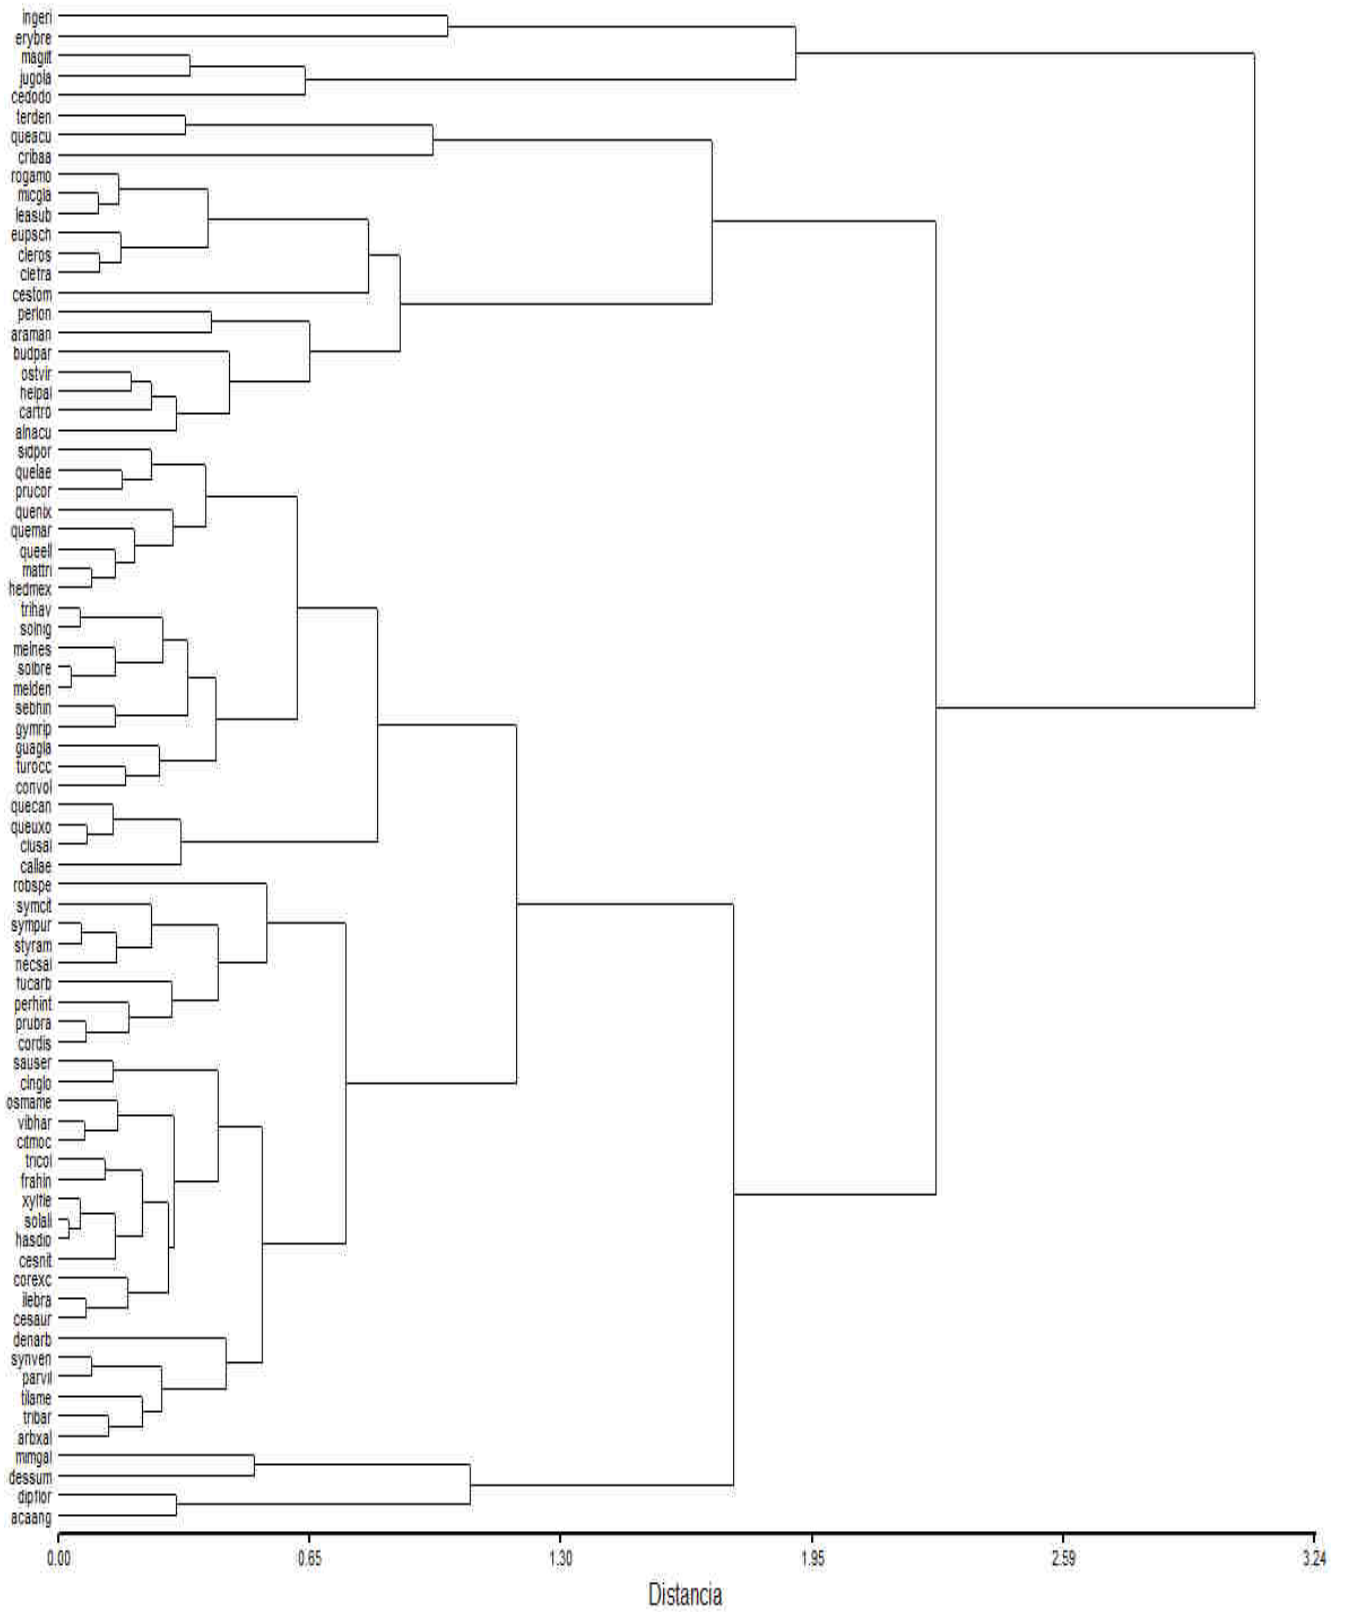 ingeri
erybre
maglit
jugola
cedodo
terden
queacu
cribaa
rogamo
micgla
leasub
eupsch
cleros
cletra
cestom
perlon
araman
budpar
ostvir
helpal
cartro
alnacu
sidpor
quelae
prucor
quenix
quemar
queell
mattri
hedmex
trihav
solnig
melnes
solbre
melden
sebhin
gymrip
guagla
turocc
convol
quecan
queuxo
clusal
callae
robspe
symcit
sympur
styram
necsal
fucarb
perhint
prubra
cordis
sauser
cinglo
osmame
vibhar
citmoc
tricol
frahin
xylfle
solali
hasdio
cesnit
corexc
ilebra
cesaur
denarb
synven
parvil
tilame
tribar
arbxal
mimgal
dessum
dipflor
acaang
0.00 0.65 1.30 1.95 2.59 3.24
Distancia